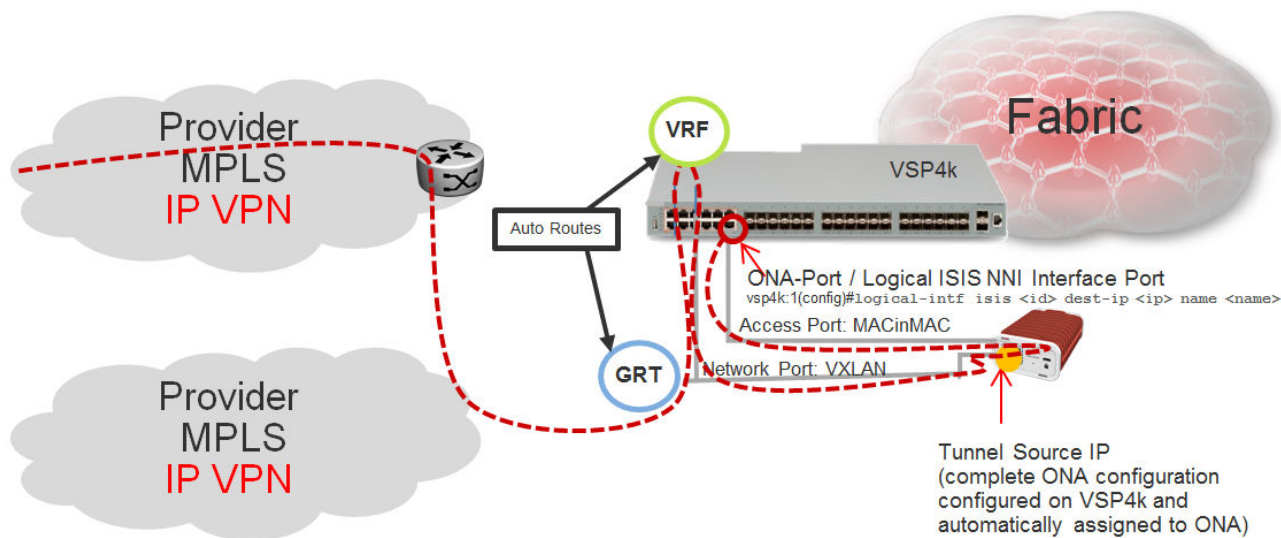 Provider
MPLS
IP VPN
VRF
VSP4k
Fabric
Auto Routes
ONA-Port / Logical ISIS NNI Interface Port
vsp4k:1(config)#logical-intf isis <id> dest-ip <ip> name <name>
Access Port: MACinMAC
GRT
Network Port: VXLAN
Provider
MPLS
IP VPN
Tunnel Source IP
(complete ONA configuration
configured on VSP4k and
automatically assigned to ONA)